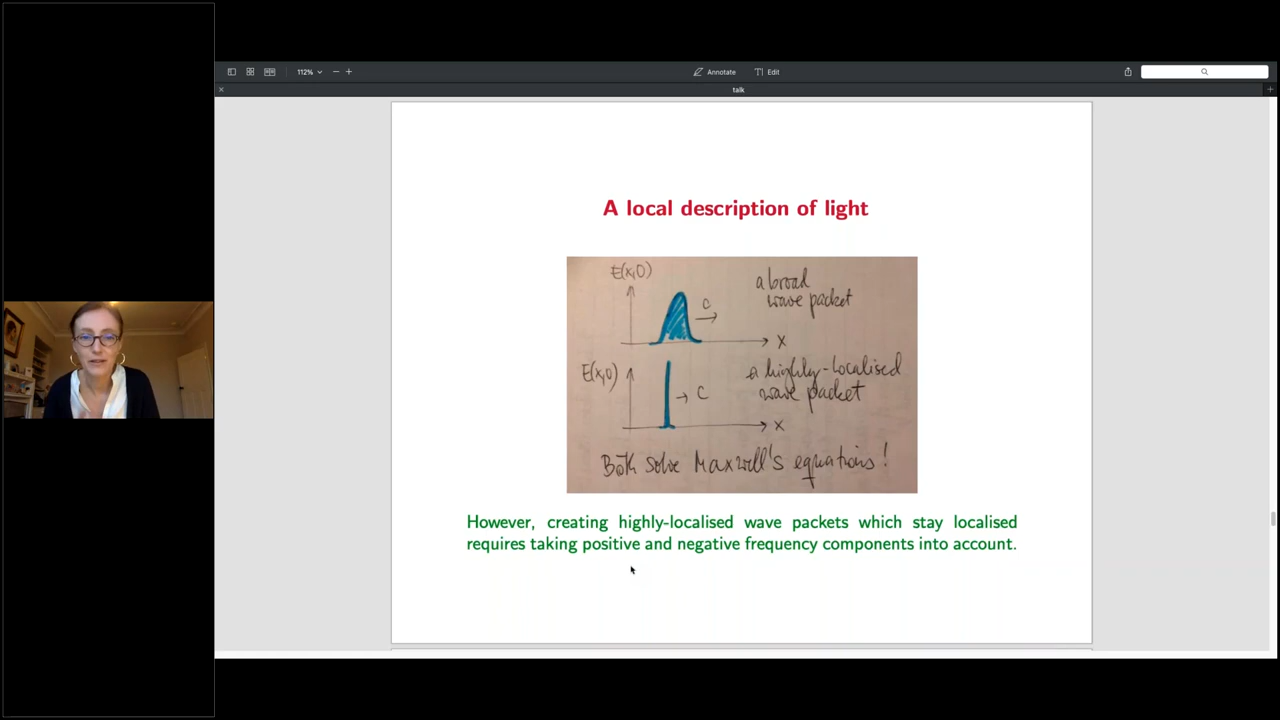 112%
Annotate
Edit
talk
A local description of light
E(x,0)
a broad
wave packet
c
x
E(x,0)
a highly-localised
wave packet
c
x
Both solve Maxwell's equations!
However, creating highly-localised wave packets which stay localised
requires taking positive and negative frequency components into account.